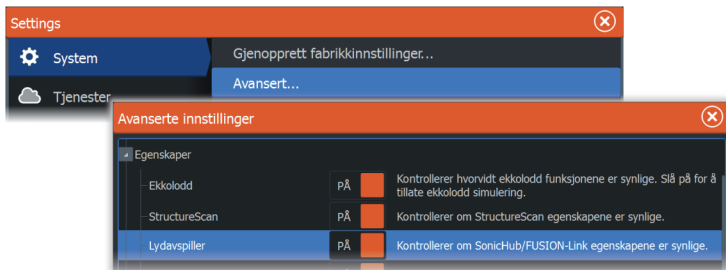 Settings
System
Gjenopprett fabrikkinnstillinger...
Tjenester
Avansert...
Avanserte innstillinger
Egenskaper
Ekkolodd
PÅ
Kontrollerer hvorvidt ekkolodd funksjonene er synlige. Slå på for å
tillate ekkolodd simulering.
StructureScan
PÅ
Kontrollerer om StructureScan egenskapene er synlige.
Lydavspiller
PÅ
Kontrollerer om SonicHub/FUSION-Link egenskapene er synlige.